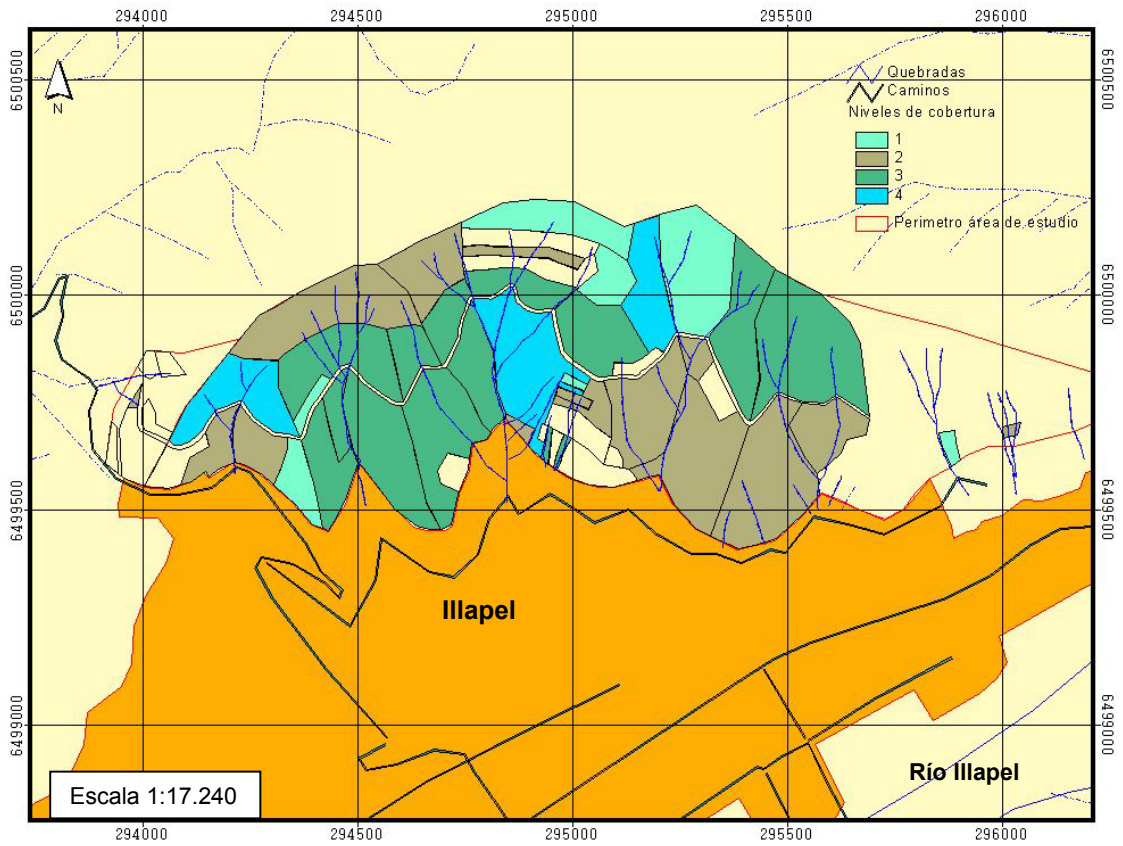 294000 294500 295000 295500 296000
6500500
6500500
N
Quebradas
Caminos
Niveles de cobertura
1
2
3
4
Perimetro área de estudio
6500000
6500000
6499500
6499500
Illapel
6499000
6499000
Río Illapel
Escala 1:17.240
294000 294500 295000 295500 296000